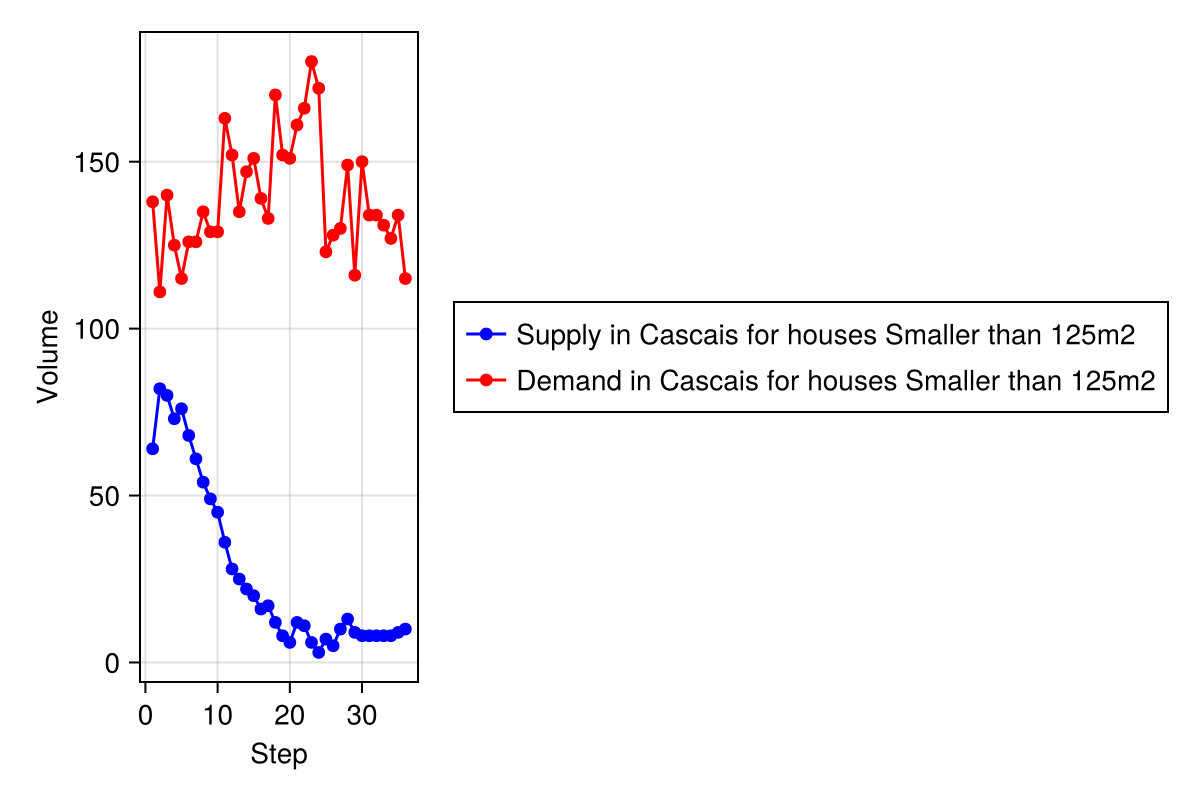 Volume
150
100
50
0
0 10 20 30
Step
Supply in Cascais for houses Smaller than 125m2
Demand in Cascais for houses Smaller than 125m2